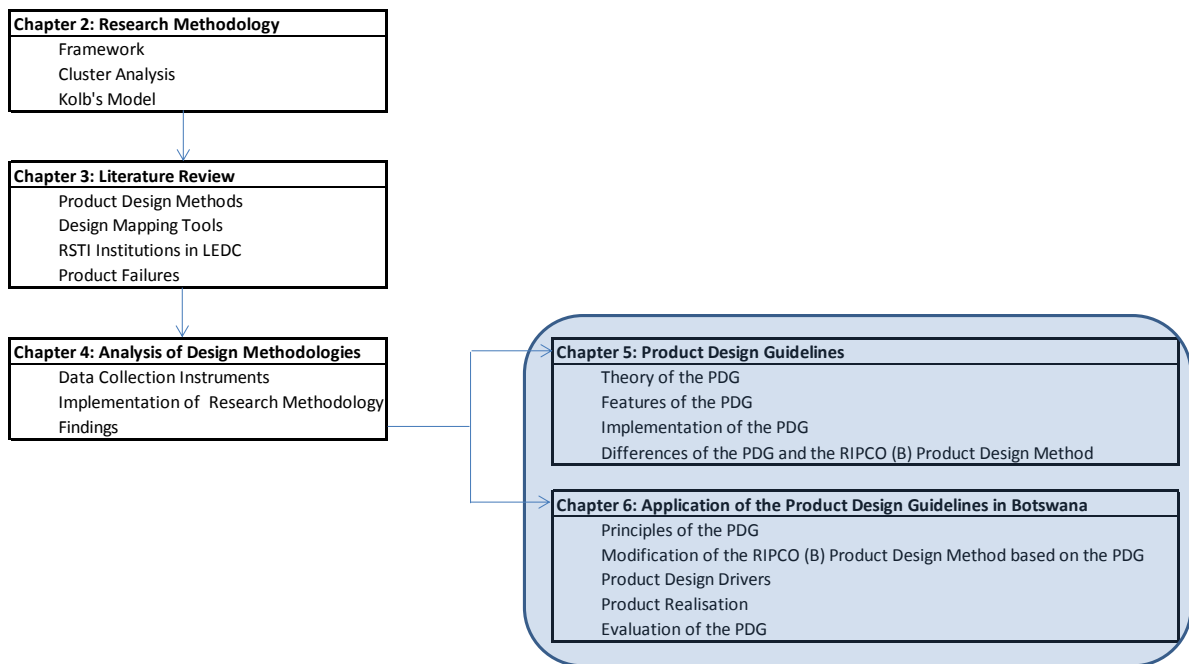 Chapter 2: Research Methodology
Framework
Cluster Analysis
Kolb's Model
Chapter 3: Literature Review
Product Design Methods
Design Mapping Tools
RSTI Institutions in LEDC
Product Failures
Chapter 4: Analysis of Design Methodologies
Data Collection Instruments
Implementation of Research Methodology
Findings
Chapter 5: Product Design Guidelines
Theory of the PDG
Features of the PDG
Implementation of the PDG
Differences of the PDG and the RIPCO (B) Product Design Method
Chapter 6: Application of the Product Design Guidelines in Botswana
Principles of the PDG
Modification of the RIPCO (B) Product Design Method based on the PDG
Product Design Drivers
Product Realisation
Evaluation of the PDG